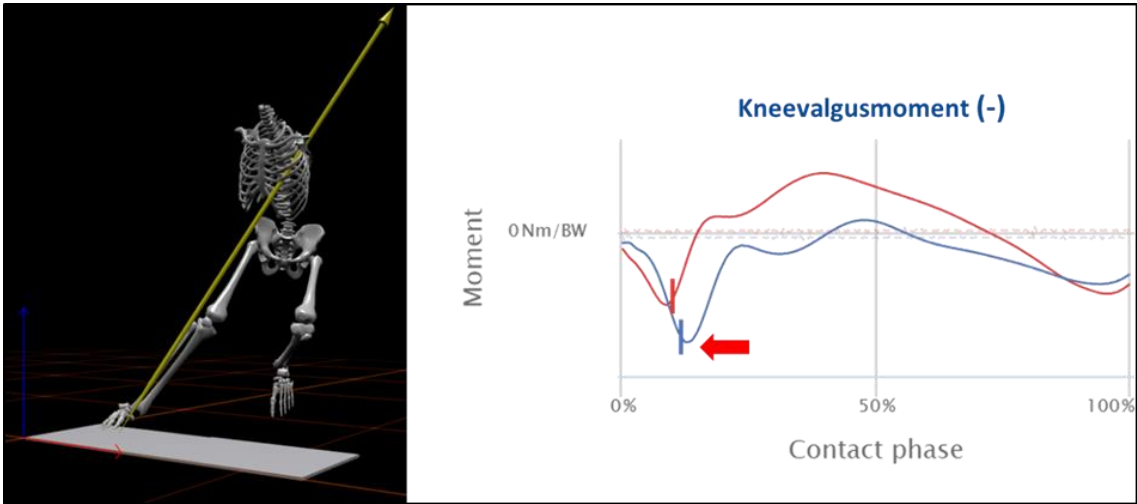 Kneevalgusmoment (-)
Moment
0 Nm/BW
0%
50%
100%
Contact phase